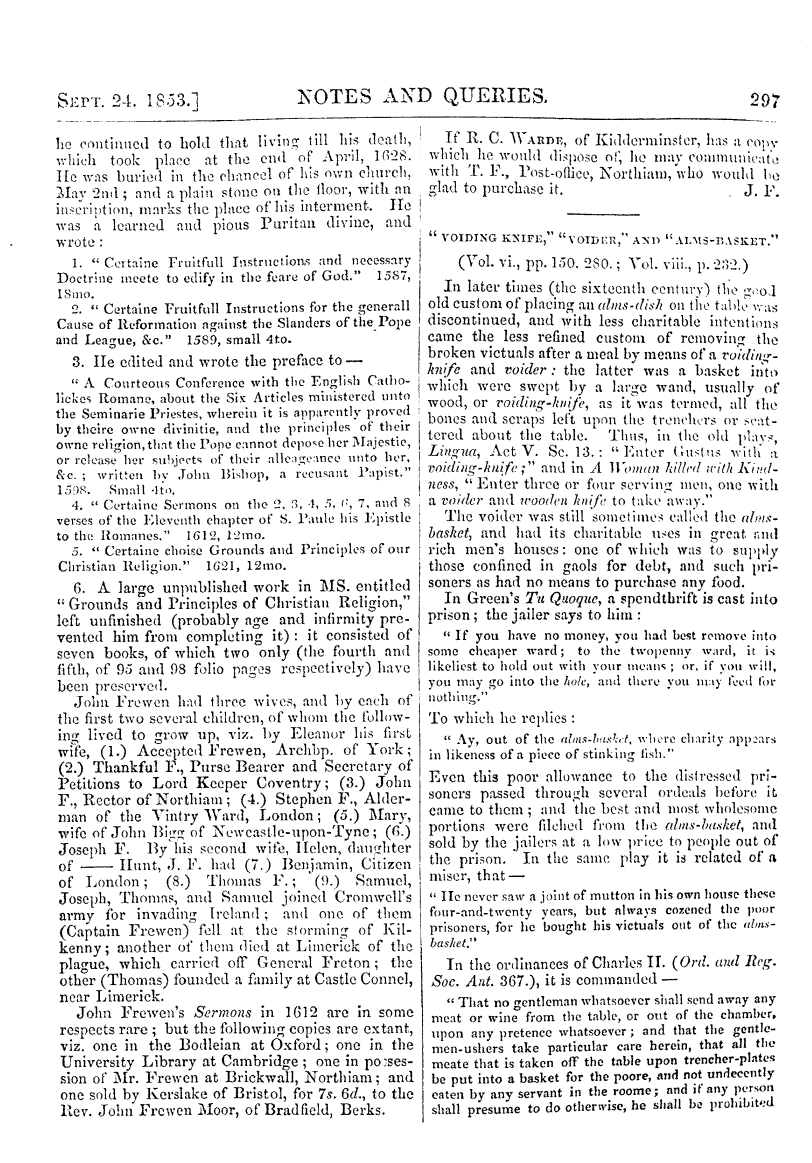 SEPT. 24. 1853.] NOTES AND QUERIES. 297
he continued to hold that living till his death,
which took place at the end of April, 1628.
He was buried in the chancel of his own church,
May 2nd; and a plain stone on the floor, with an
inscription, marks the place of his interment. He
was a learned and pious Puritan divine, and
wrote:
1. "Certaine Fruitfull Instructions and necessary
Doctrine meete to edify in the feare of God." 1587,
18mo.
2. "Certaine Fruitfull Instructions for the generall
Cause of Reformation against the Slanders of the Pope
and League, &c." 1589, small 4to.
3. He edited and wrote the preface to —
"A Courteous Conference with the English Catho-
lickes Romane, about the Six Articles ministered unto
the Seminarie Priestes, wherein it is apparently proved
by theire owne divinitie, and the principles of their
owne religion, that the Pope cannot depose her Majestie,
or release her subjects of their alleageance unto her,
&c.; written by John Bishop, a recusant Papist."
1598. Small 4to.
4. "Certaine Sermons on the 2, 3, 4, 5, 6, 7, and 8
verses of the Eleventh chapter of S. Paule his Epistle
to the Romanes." 1612, 12mo.
5. "Certaine choise Grounds and Principles of our
Christian Religion." 1621, 12mo.
6. A large unpublished work in MS. entitled
"Grounds and Principles of Christian Religion,"
left unfinished (probably age and infirmity pre-
vented him from completing it): it consisted of
seven books, of which two only (the fourth and
fifth, of 95 and 98 folio pages respectively) have
been preserved.
John Frewen had three wives, and by each of
the first two several children, of whom the follow-
ing lived to grow up, viz. by Eleanor his first
wife, (1.) Accepted Frewen, Archbp. of York;
(2.) Thankful F., Purse Bearer and Secretary of
Petitions to Lord Keeper Coventry; (3.) John
F., Rector of Northiam; (4.) Stephen F., Alder-
man of the Vintry Ward, London; (5.) Mary,
wife of John Bigg of Newcastle-upon-Tyne; (6.)
Joseph F. By his second wife, Helen, daughter
of —— Hunt, J. F. had (7.) Benjamin, Citizen
of London; (8.) Thomas F.; (9.) Samuel,
Joseph, Thomas, and Samuel joined Cromwell's
army for invading Ireland; and one of them
(Captain Frewen) fell at the storming of Kil-
kenny; another of them died at Limerick of the
plague, which carried off General Freton; the
other (Thomas) founded a family at Castle Connel,
near Limerick.
John Frewen's Sermons in 1612 are in some
respects rare; but the following copies are extant,
viz. one in the Bodleian at Oxford; one in the
University Library at Cambridge; one in posses-
sion of Mr. Frewen at Brickwall, Northiam; and
one sold by Kerslake of Bristol, for 7s. 6d., to the
Rev. John Frewen Moor, of Bradfield, Berks.
If R. C. WARDE, of Kidderminster, has a copy
which he would dispose of, he may communicate
with T. F., Post-office, Northiam, who would be
glad to purchase it. J. F.
"VOIDING KNIFE," "VOIDER," AND "ALMS-BASKET."
(Vol. vi., pp. 150. 280.; Vol. viii., p. 232.)
In later times (the sixteenth century) the good
old custom of placing an alms-dish on the table was
discontinued, and with less charitable intentions
came the less refined custom of removing the
broken victuals after a meal by means of a voiding-
knife and voider: the latter was a basket into
which were swept by a large wand, usually of
wood, or voiding-knife, as it was termed, all the
bones and scraps left upon the trenchers or scat-
tered about the table. Thus, in the old plays,
Lingua, Act V. Sc. 13.: "Enter Gustus with a
voiding-knife;" and in A Woman killed with Kind-
ness, "Enter three or four serving men, one with
a voider and wooden knife to take away."
The voider was still sometimes called the alms-
basket, and had its charitable uses in great and
rich men's houses: one of which was to supply
those confined in gaols for debt, and such pri-
soners as had no means to purchase any food.
In Green's Tu Quoque, a spendthrift is cast into
prison; the jailer says to him:
"If you have no money, you had best remove into
some cheaper ward; to the twopenny ward, it is
likeliest to hold out with your means; or, if you will,
you may go into the hole, and there you may feed for
nothing."
To which he replies:
"Ay, out of the alms-basket, where charity appears
in likeness of a piece of stinking fish."
Even this poor allowance to the distressed pri-
soners passed through several ordeals before it
came to them; and the best and most wholesome
portions were filched from the alms-basket, and
sold by the jailers at a low price to people out of
the prison. In the same play it is related of a
miser, that —
"He never saw a joint of mutton in his own house these
four-and-twenty years, but always cozened the poor
prisoners, for he bought his victuals out of the alms-
basket."
In the ordinances of Charles II. (Ord. and Reg.
Soc. Ant. 367.), it is commanded —
"That no gentleman whatsoever shall send away any
meat or wine from the table, or out of the chamber,
upon any pretence whatsoever; and that the gentle-
men-ushers take particular care herein, that all the
meate that is taken off the table upon trencher-plates
be put into a basket for the poore, and not undecently
eaten by any servant in the roome; and if any person
shall presume to do otherwise, he shall be prohibited